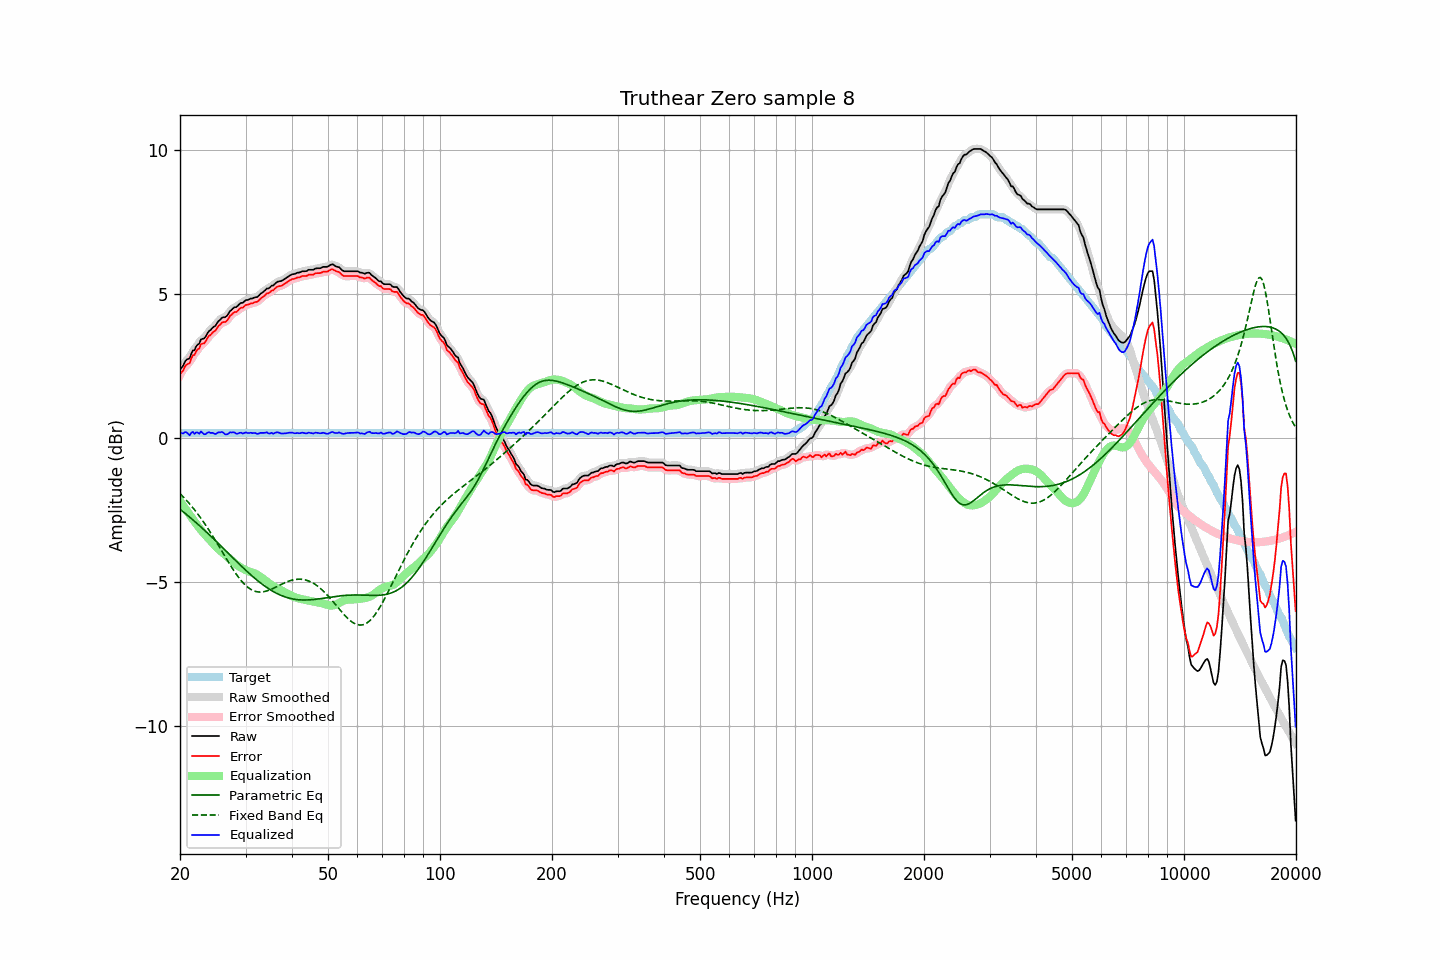 Truthear Zero sample 8
Amplitude (dBr)
10
5
0
−5
−10
Target
Raw Smoothed
Error Smoothed
Raw
Error
Equalization
Parametric Eq
Fixed Band Eq
Equalized
20 50 100 200 500 1000 2000 5000 10000 20000
Frequency (Hz)